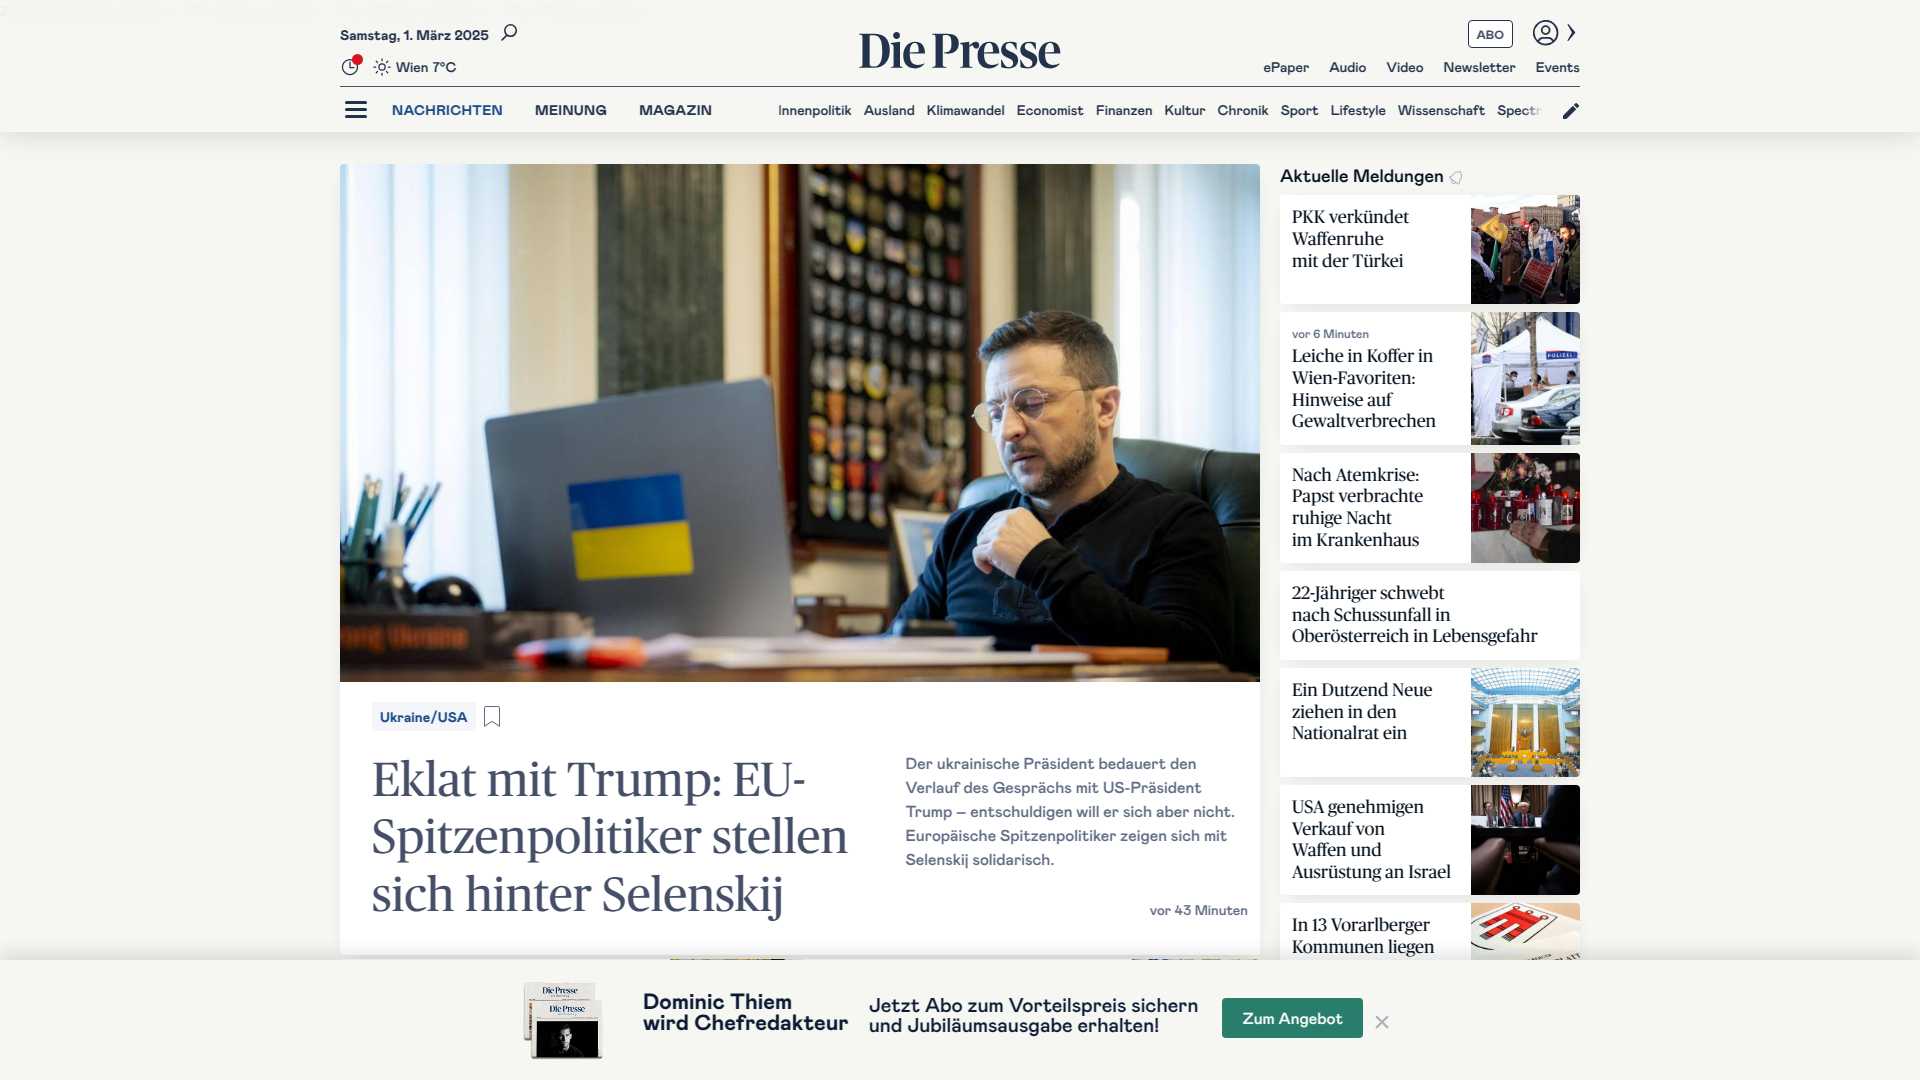 Samstag, 1. März 2025
Die Presse
ABO
Wien 7°C
ePaper Audio Video Newsletter Events
NACHRICHTEN MEINUNG MAGAZIN
Innenpolitik Ausland Klimawandel Economist Finanzen Kultur Chronik Sport Lifestyle Wissenschaft Spectr
Ukraine/USA
Eklat mit Trump: EU-
Spitzenpolitiker stellen
sich hinter Selenskij
Der ukrainische Präsident bedauert den
Verlauf des Gesprächs mit US-Präsident
Trump – entschuldigen will er sich aber nicht.
Europäische Spitzenpolitiker zeigen sich mit
Selenskij solidarisch.
vor 43 Minuten
Aktuelle Meldungen
PKK verkündet
Waffenruhe
mit der Türkei
vor 6 Minuten
Leiche in Koffer in
Wien-Favoriten:
Hinweise auf
Gewaltverbrechen
POLIZEI
Nach Atemkrise:
Papst verbrachte
ruhige Nacht
im Krankenhaus
22-Jähriger schwebt
nach Schussunfall in
Oberösterreich in Lebensgefahr
Ein Dutzend Neue
ziehen in den
Nationalrat ein
USA genehmigen
Verkauf von
Waffen und
Ausrüstung an Israel
In 13 Vorarlberger
Kommunen liegen
Die Presse
Die Presse
Dominic Thiem
wird Chefredakteur
Jetzt Abo zum Vorteilspreis sichern
und Jubiläumsausgabe erhalten!
Zum Angebot